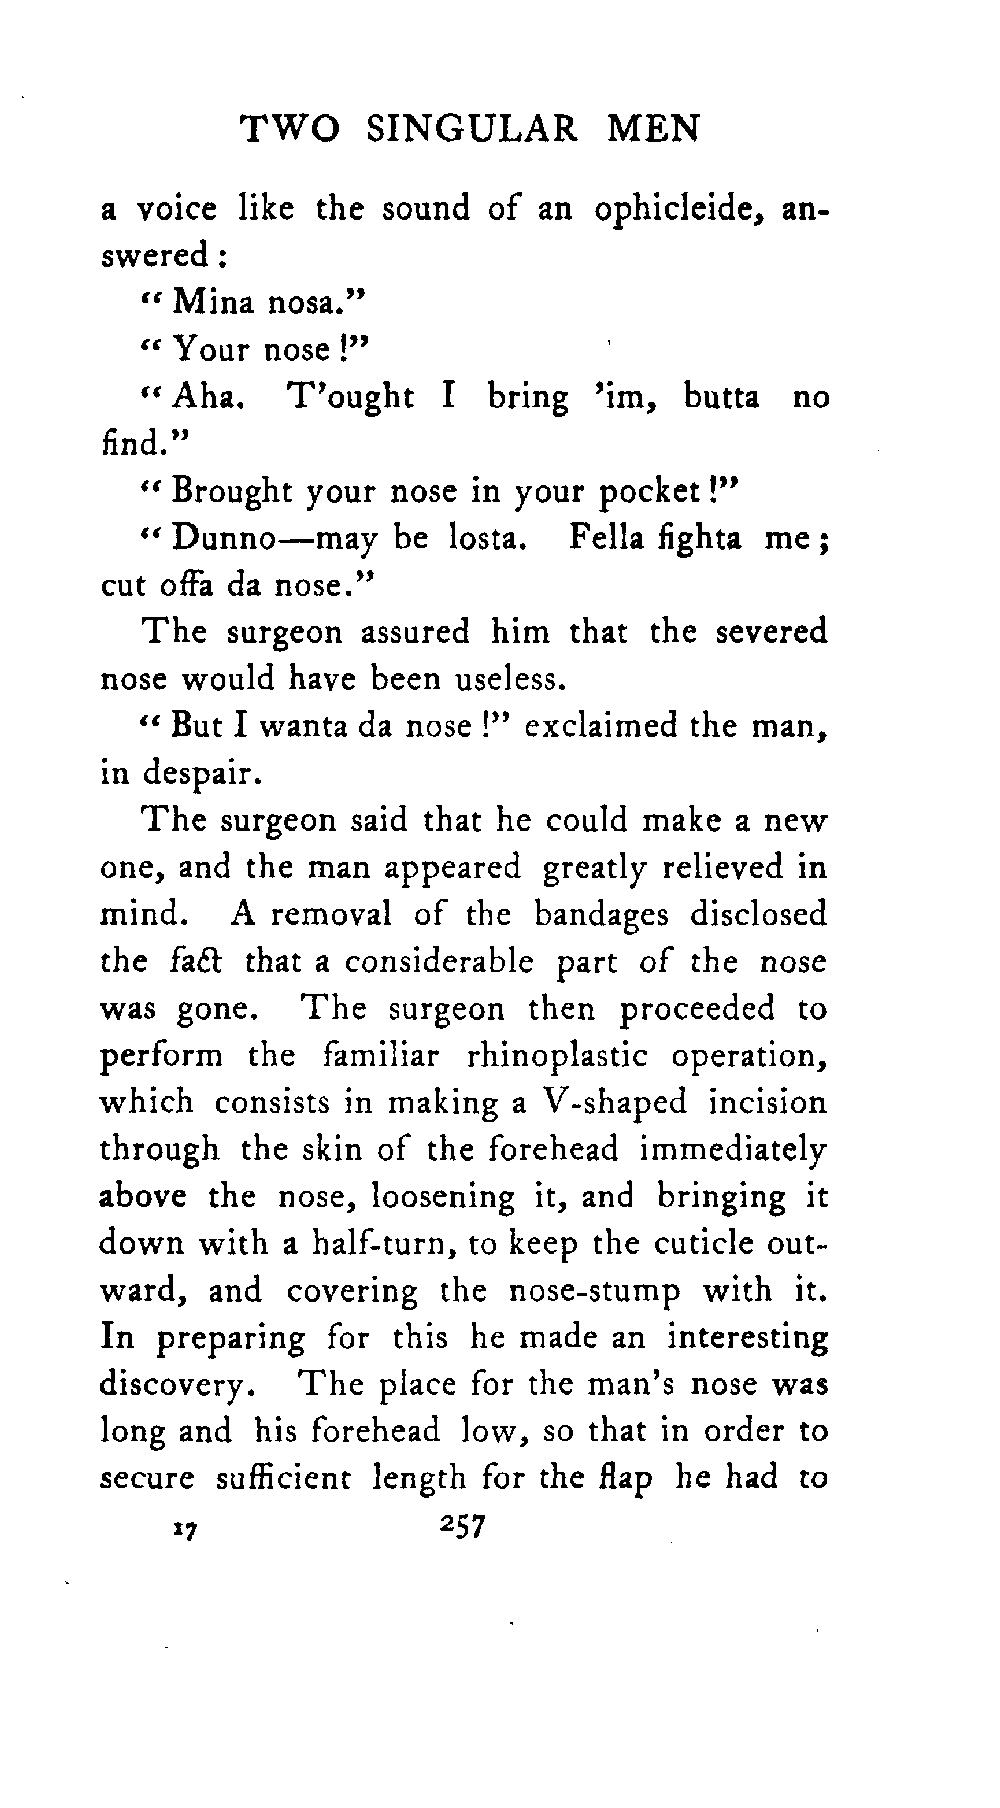 TWO SINGULAR MEN
a voice like the sound of an ophicleide, an-
swered :
“ Mina nosa.”
“ Your nose !”
“ Aha. T’ought I bring ’im, butta no
find.”
“ Brought your nose in your pocket !”
“ Dunno—may be losta. Fella fighta me ;
cut offa da nose.”
The surgeon assured him that the severed
nose would have been useless.
“ But I wanta da nose !” exclaimed the man,
in despair.
The surgeon said that he could make a new
one, and the man appeared greatly relieved in
mind. A removal of the bandages disclosed
the fact that a considerable part of the nose
was gone. The surgeon then proceeded to
perform the familiar rhinoplastic operation,
which consists in making a V-shaped incision
through the skin of the forehead immediately
above the nose, loosening it, and bringing it
down with a half-turn, to keep the cuticle out-
ward, and covering the nose-stump with it.
In preparing for this he made an interesting
discovery. The place for the man’s nose was
long and his forehead low, so that in order to
secure sufficient length for the flap he had to
17 257